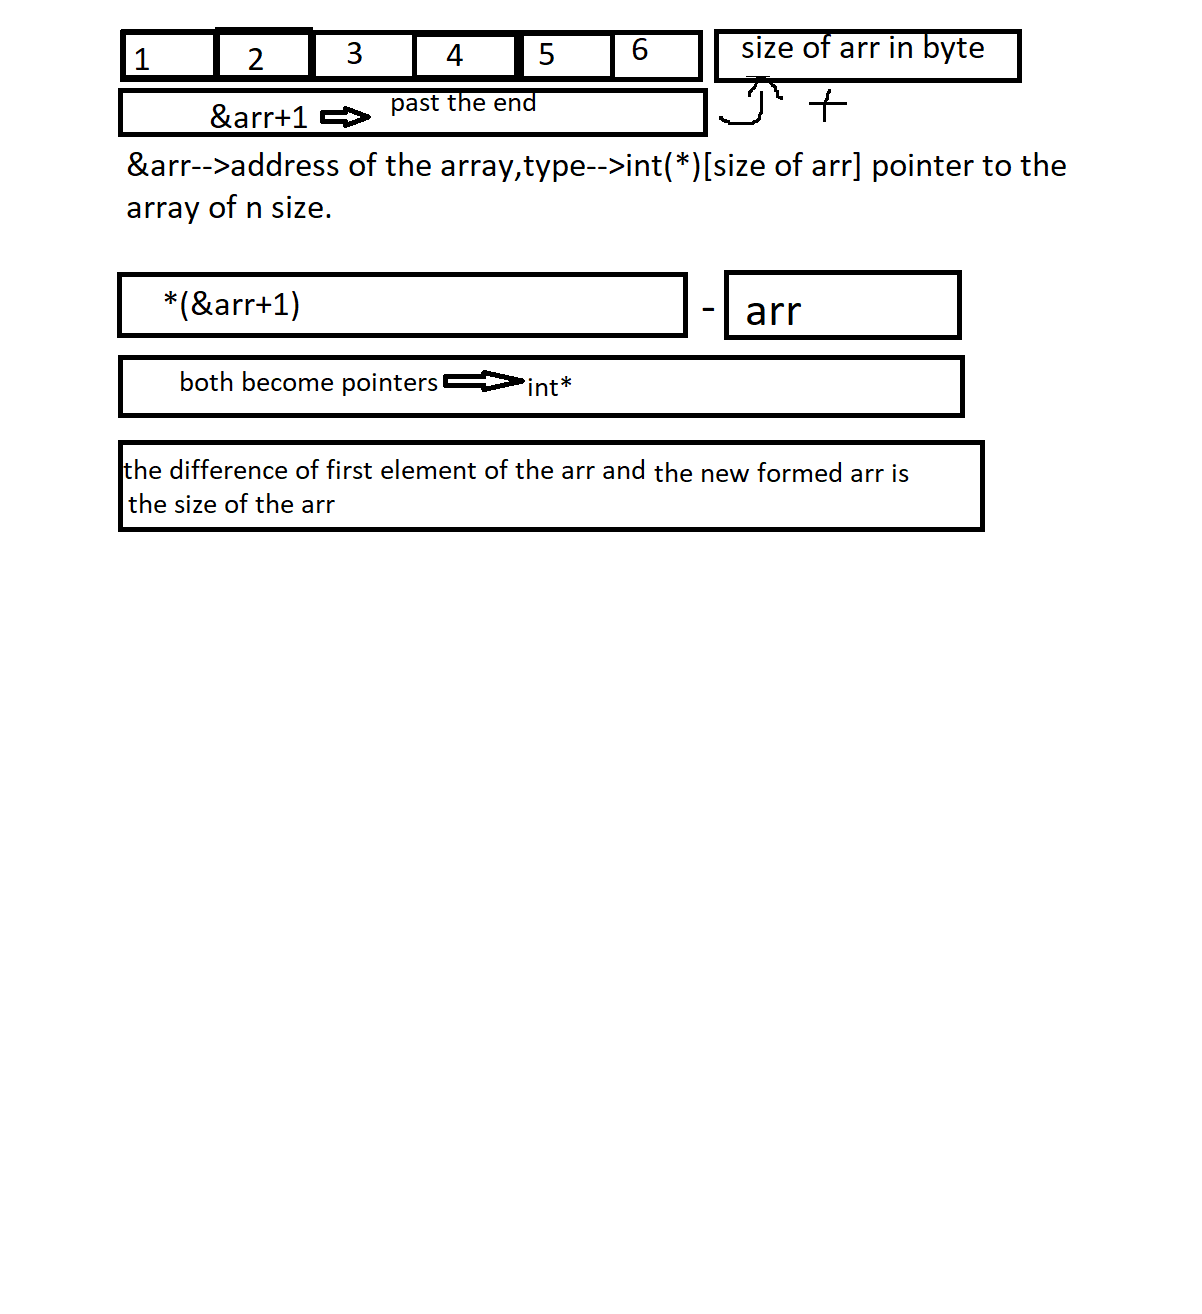 1 2 3 4 5 6 size of arr in byte
&arr+1 past the end
+
&arr-->address of the array,type-->int(*)[size of arr] pointer to the
array of n size.
*(&arr+1) - arr
both become pointers int*
the difference of first element of the arr and the new formed arr is
the size of the arr